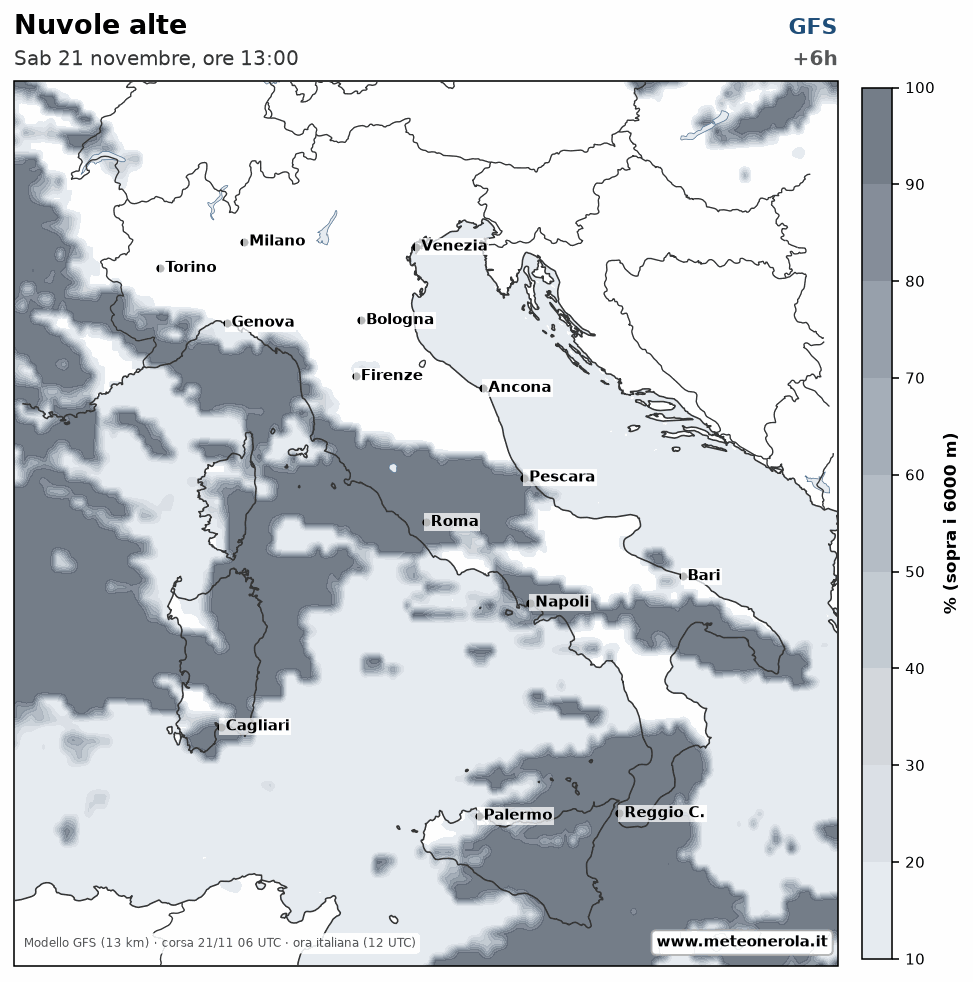 Nuvole alte
GFS
Sab 21 novembre, ore 13:00
+6h
Milano
Venezia
Torino
Genova
Bologna
Firenze
Ancona
Pescara
Roma
Bari
Napoli
Cagliari
Palermo
Reggio C.
100
90
80
70
60
50
40
30
20
10
% (sopra i 6000 m)
Modello GFS (13 km) · corsa 21/11 06 UTC · ora italiana (12 UTC)
www.meteonerola.it